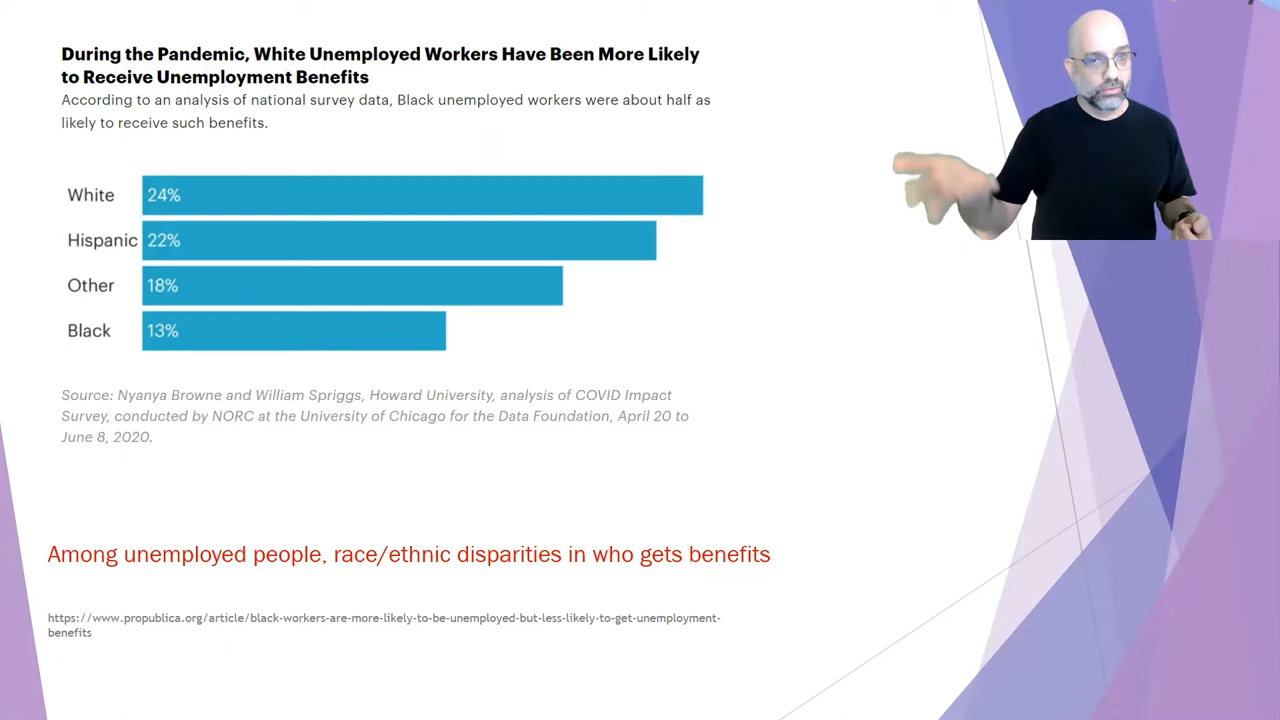 During the Pandemic, White Unemployed Workers Have Been More Likely
to Receive Unemployment Benefits
According to an analysis of national survey data, Black unemployed workers were about half as
likely to receive such benefits.
White 24%
Hispanic 22%
Other 18%
Black 13%
Source: Nyanya Browne and William Spriggs, Howard University, analysis of COVID Impact
Survey, conducted by NORC at the University of Chicago for the Data Foundation, April 20 to
June 8, 2020.
Among unemployed people, race/ethnic disparities in who gets benefits
https://www.propublica.org/article/black-workers-are-more-likely-to-be-unemployed-but-less-likely-to-get-unemployment-
benefits